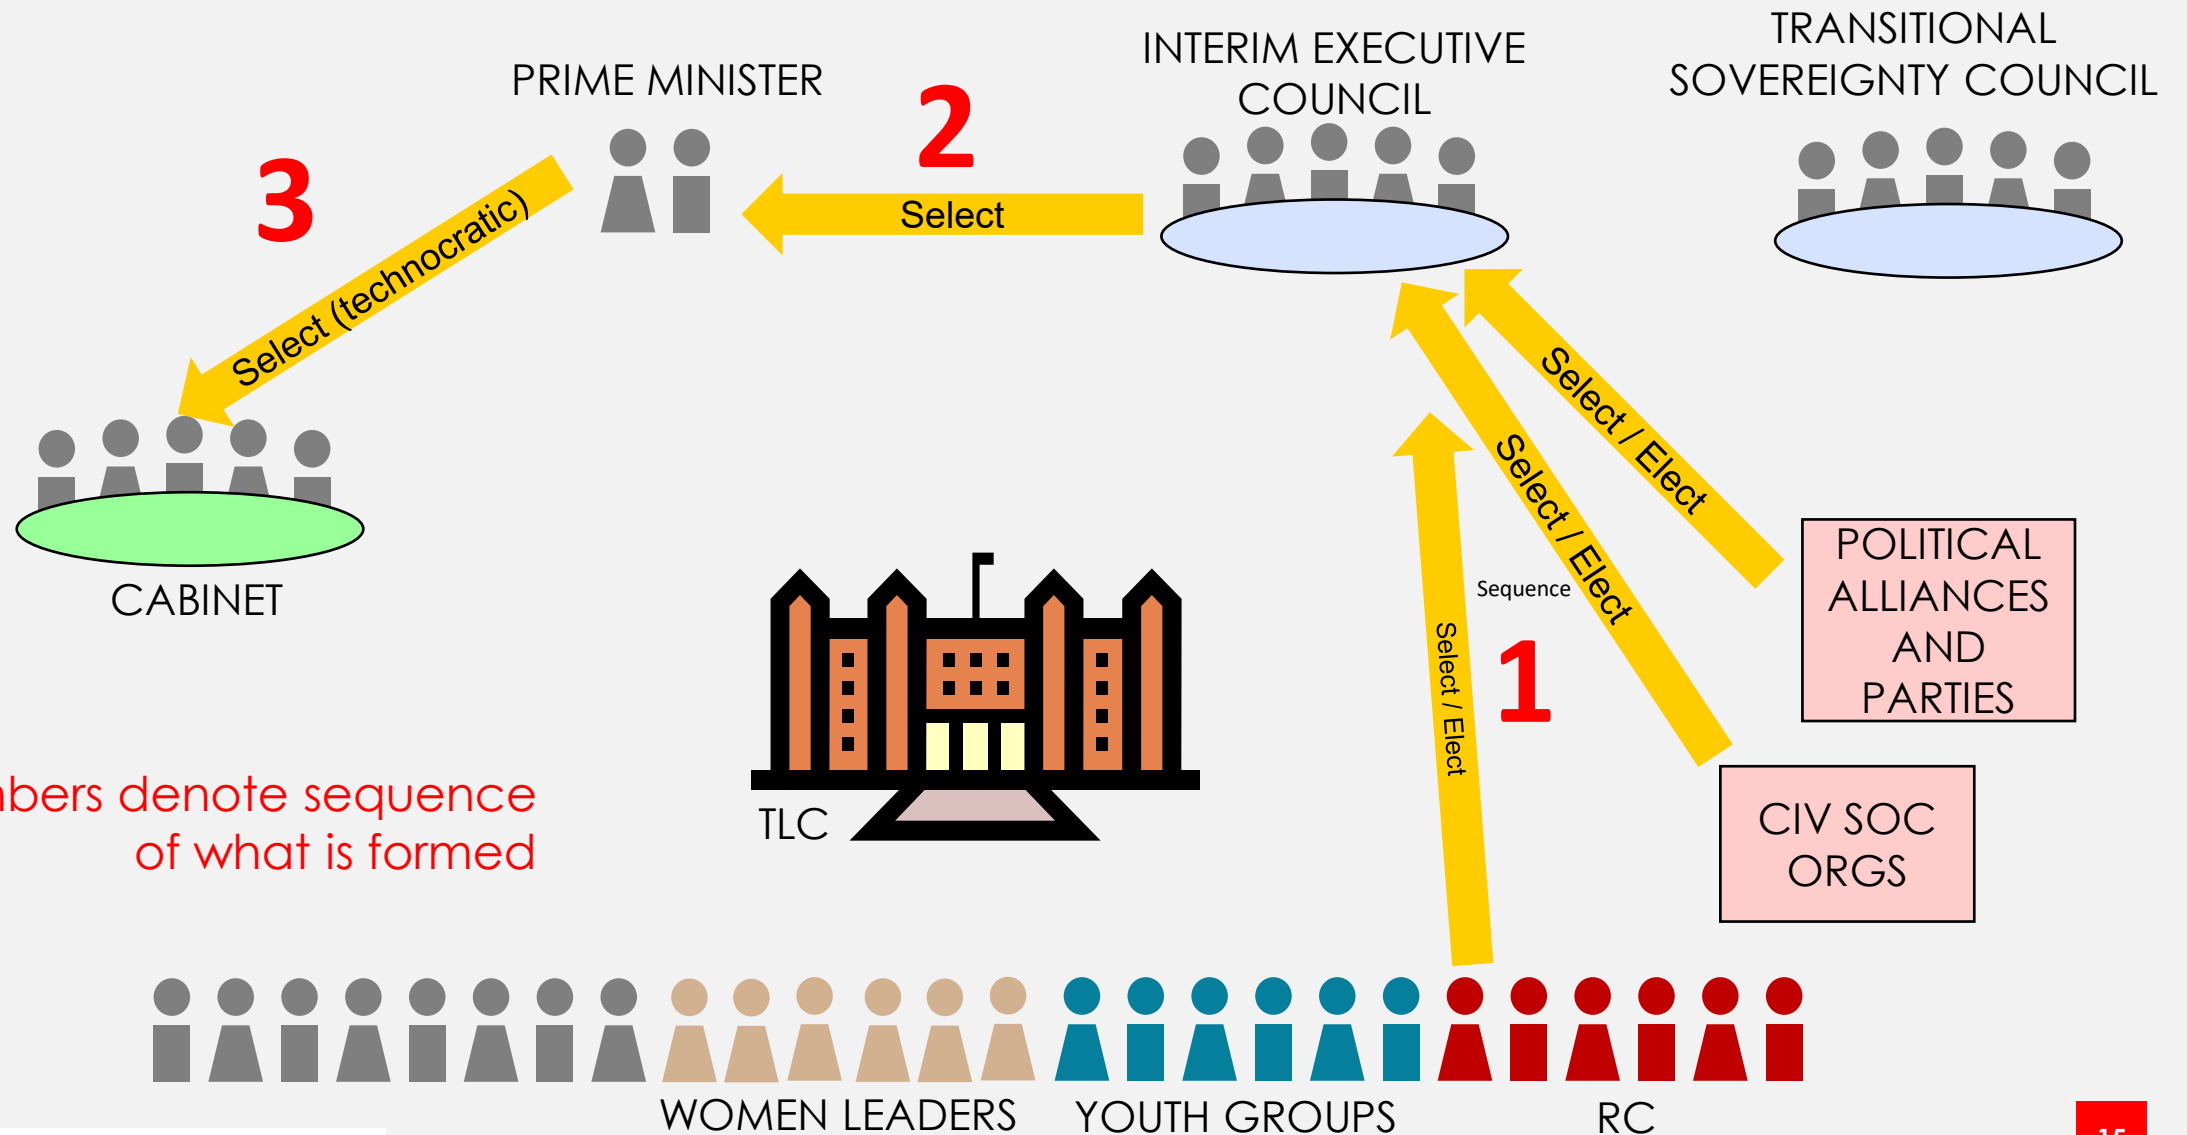 TRANSITIONAL
SOVEREIGNTY COUNCIL
INTERIM EXECUTIVE
COUNCIL
PRIME MINISTER
2
3
Select
Select (technocratic)
Select / Elect
Select / Elect
Select / Elect
Sequence
1
CABINET
POLITICAL
ALLIANCES
AND
PARTIES
TLC
denote sequence
of what is formed
CIV SOC
ORGS
WOMEN LEADERS
YOUTH GROUPS
RC